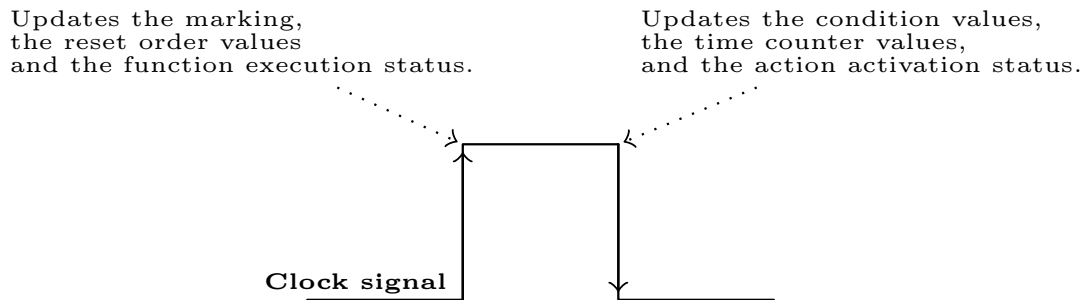 Updates the marking,
the reset order values
and the function execution status.
Updates the condition values,
the time counter values,
and the action activation status.
Clock signal